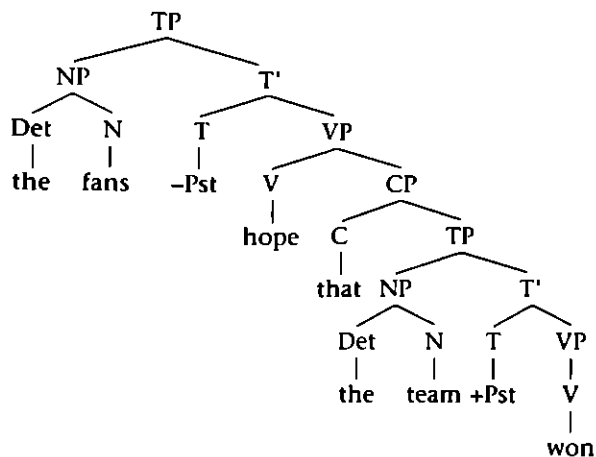 TP
NP T'
Det N T VP
the fans –Pst V CP
hope C TP
that NP T'
Det N T VP
the team +Pst V
won